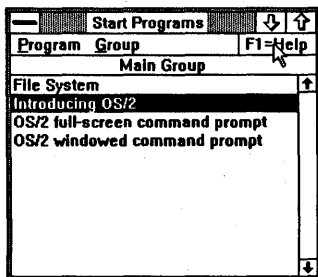 Start Programs
Program Group F1=Help
Main Group
File System
Introducing OS/2
OS/2 full-screen command prompt
OS/2 windowed command prompt